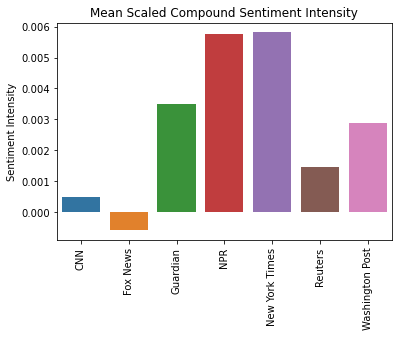 Mean Scaled Compound Sentiment Intensity
Sentiment Intensity
0.006
0.005
0.004
0.003
0.002
0.001
0.000
CNN
Fox News
Guardian
NPR
New York Times
Reuters
Washington Post